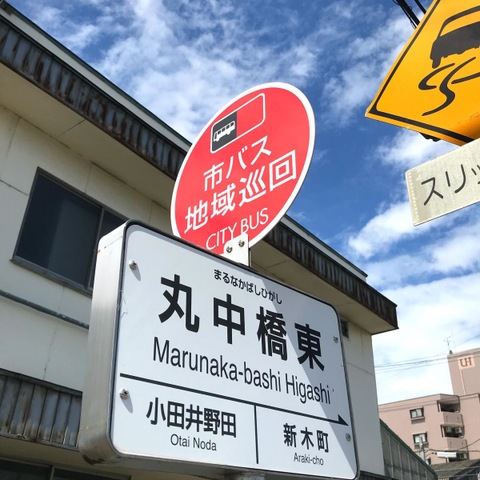 市バス
地域巡回
CITY BUS
まるなかばしひがし
丸中橋東
Marunaka-bashi Higashi
小田井野田
Otai Noda
新木町
Araki-cho
スリッ